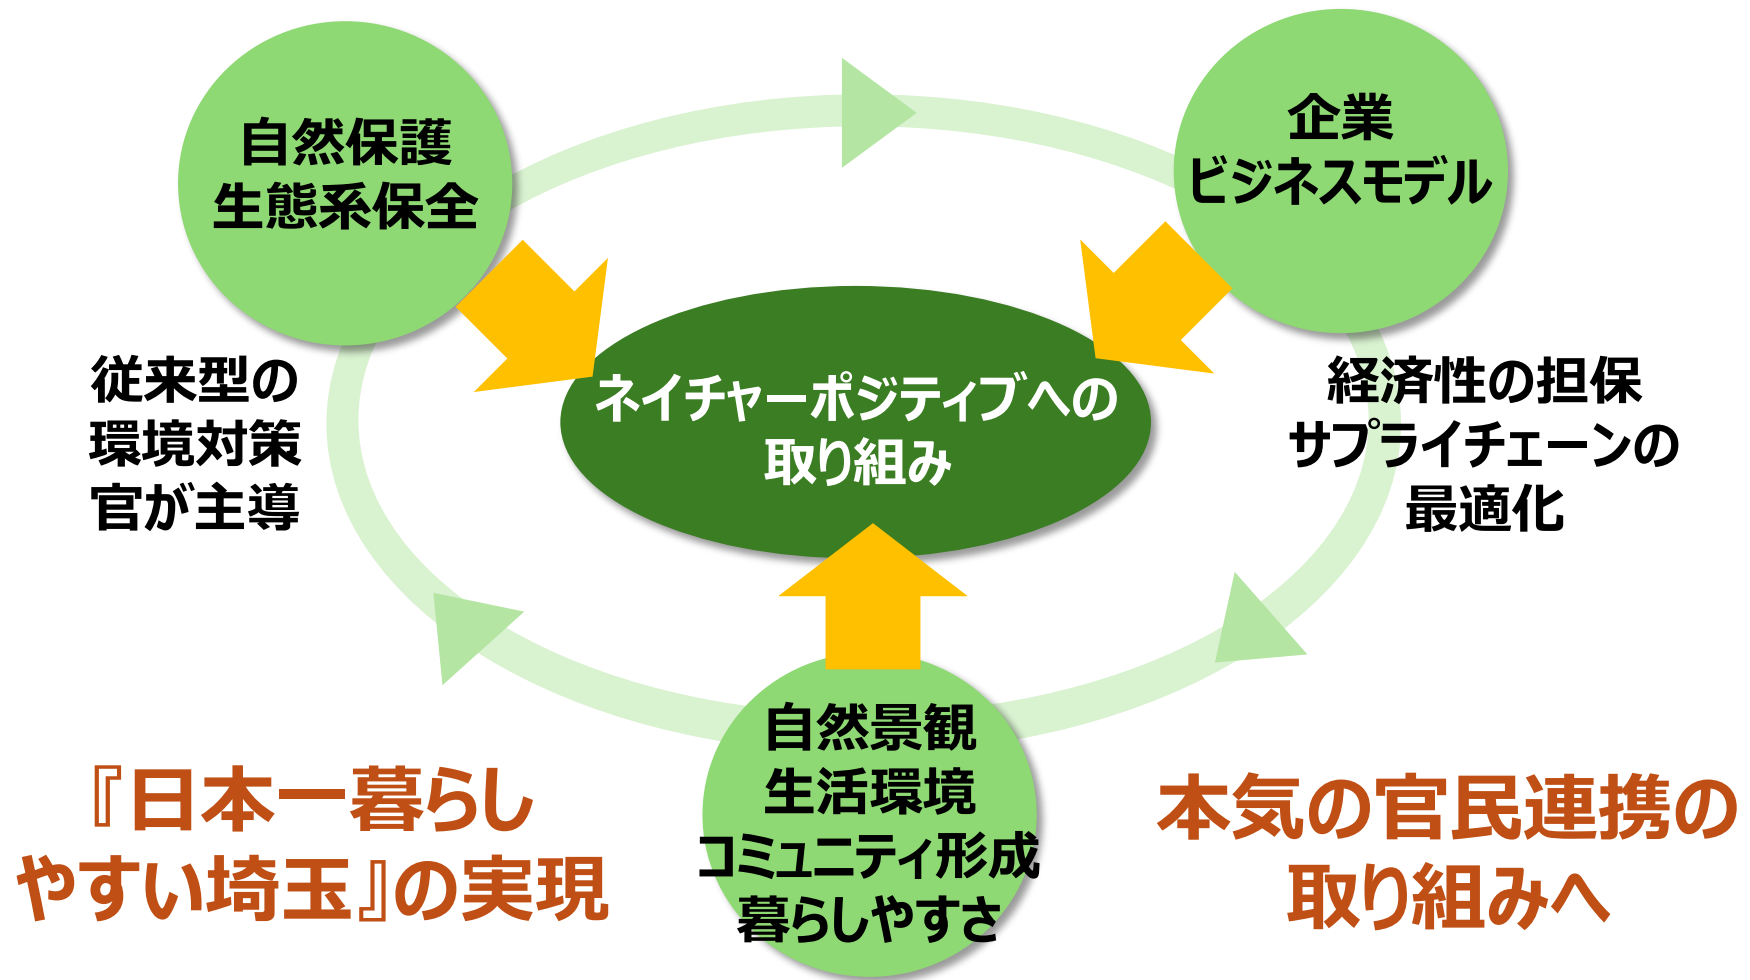 自然保護
生態系保全
企業
ビジネスモデル
従来型の
環境対策
官が主導
ネイチャーポジティブへの
取り組み
経済性の担保
サプライチェーンの
最適化
自然景観
生活環境
コミュニティ形成
暮らしやすさ
『日本一暮らし
やすい埼玉』の実現
本気の官民連携の
取り組みへ